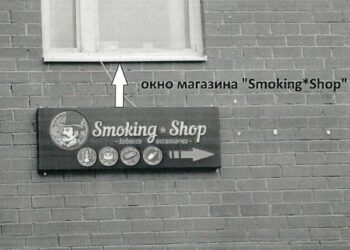 окно магазина "Smoking*Shop"
Smoking * Shop
- tobacco accessories -